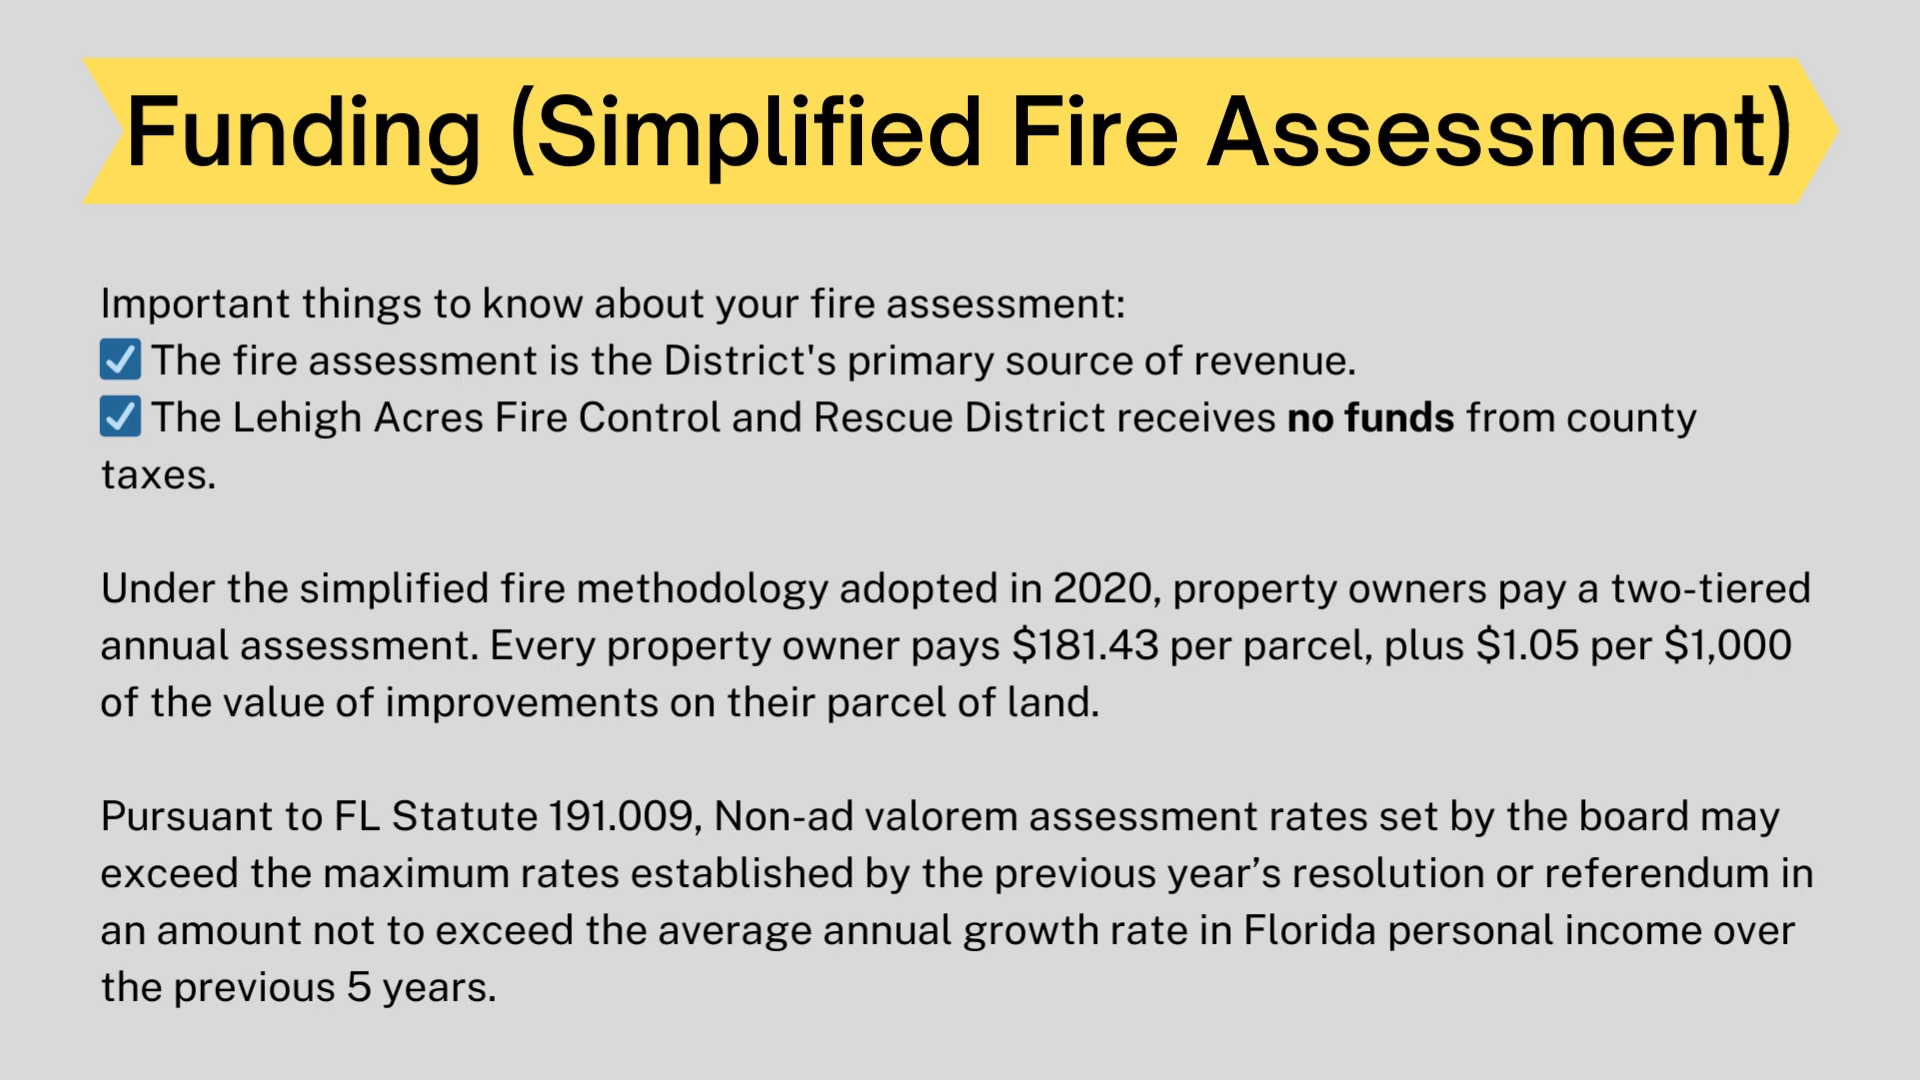 Funding (Simplified Fire Assessment)
Important things to know about your fire assessment:
☑ The fire assessment is the District's primary source of revenue.
☑ The Lehigh Acres Fire Control and Rescue District receives no funds from county
taxes.
Under the simplified fire methodology adopted in 2020, property owners pay a two-tiered
annual assessment. Every property owner pays $181.43 per parcel, plus $1.05 per $1,000
of the value of improvements on their parcel of land.
Pursuant to FL Statute 191.009, Non-ad valorem assessment rates set by the board may
exceed the maximum rates established by the previous year’s resolution or referendum in
an amount not to exceed the average annual growth rate in Florida personal income over
the previous 5 years.